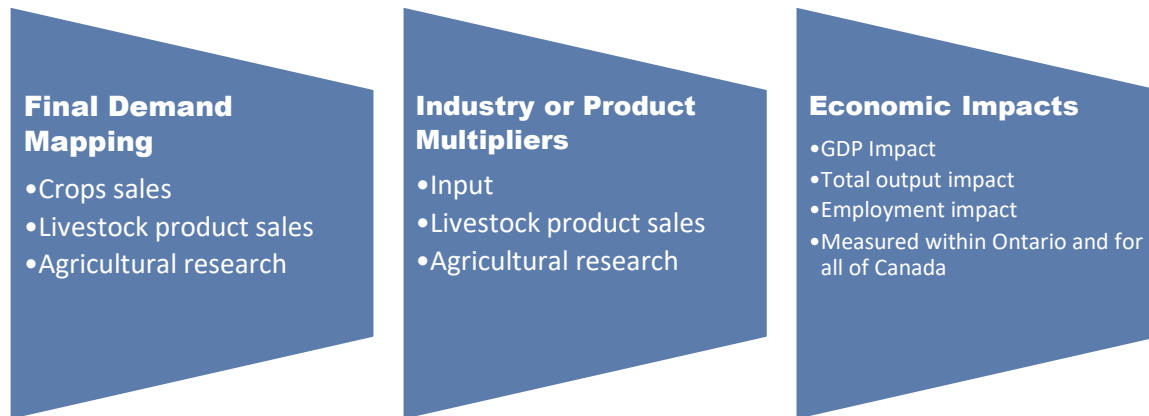 Final Demand
Mapping
•Crops sales
•Livestock product sales
•Agricultural research
Industry or Product
Multipliers
•Input
•Livestock product sales
•Agricultural research
Economic Impacts
•GDP Impact
•Total output impact
•Employment impact
•Measured within Ontario and for
all of Canada